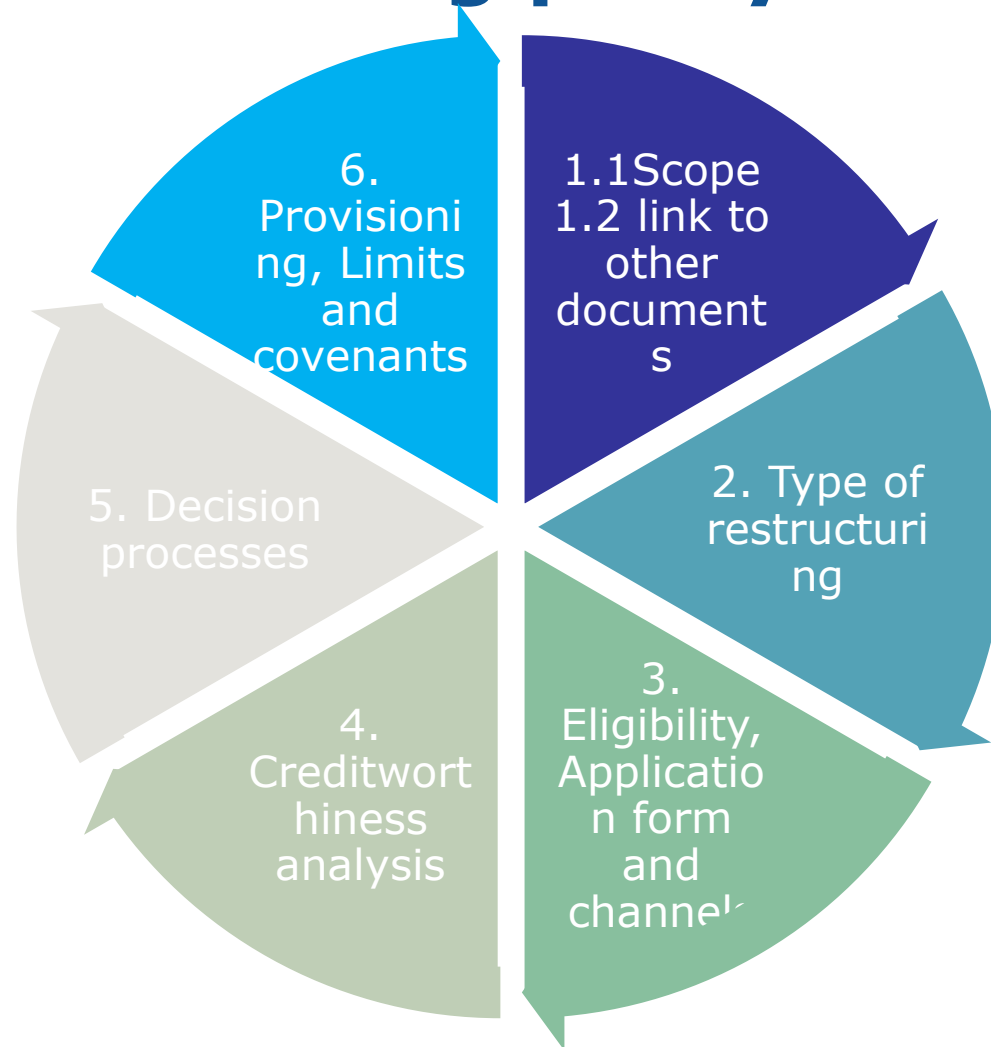 1.1Scope
1.2 link to
other
document
s
2. Type of
restructuri
ng
3.
Eligibility,
Applicatio
n form
and
4.
Creditwort
hiness
analysis
5. Decision
processes
6.
Provisioni
ng, Limits
and
covenants